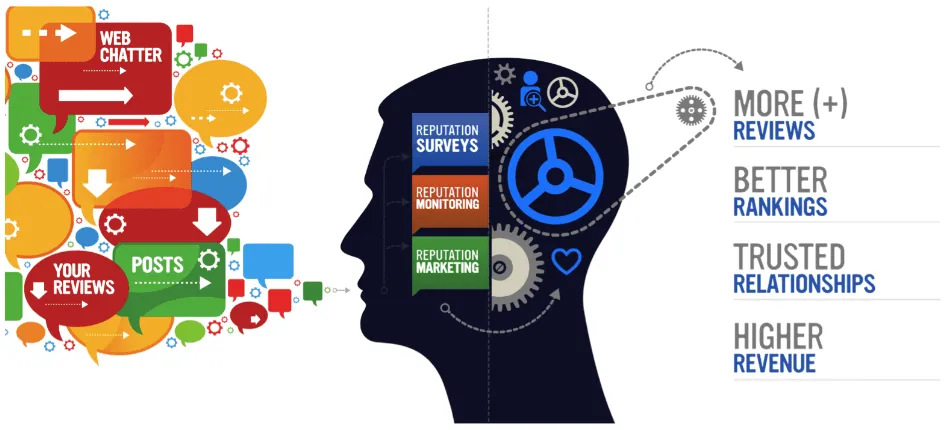 WEB
CHATTER
YOUR
REVIEWS
POSTS
REPUTATION
SURVEYS
REPUTATION
MONITORING
REPUTATION
MARKETING
MORE (+)
REVIEWS
BETTER
RANKINGS
TRUSTED
RELATIONSHIPS
HIGHER
REVENUE